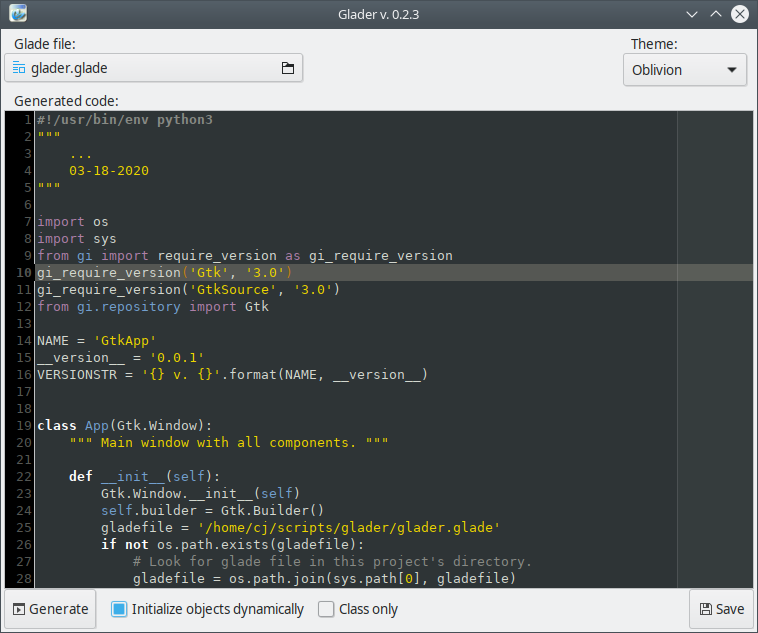 Glader v. 0.2.3
Glade file:
Theme:
glader.glade
Oblivion
Generated code:
1 #!/usr/bin/env python3
2 """
3     ...
4     03-18-2020
5 """
6
7 import os
8 import sys
9 from gi import require_version as gi_require_version
10 gi_require_version('Gtk', '3.0')
11 gi_require_version('GtkSource', '3.0')
12 from gi.repository import Gtk
13
14 NAME = 'GtkApp'
15 __version__ = '0.0.1'
16 VERSIONSTR = '{} v. {}'.format(NAME, __version__)
17
18
19 class App(Gtk.Window):
20     """ Main window with all components. """
21
22     def __init__(self):
23         Gtk.Window.__init__(self)
24         self.builder = Gtk.Builder()
25         gladefile = '/home/cj/scripts/glader/glader.glade'
26         if not os.path.exists(gladefile):
27             # Look for glade file in this project's directory.
28             gladefile = os.path.join(sys.path[0], gladefile)
Generate
Initialize objects dynamically
Class only
Save